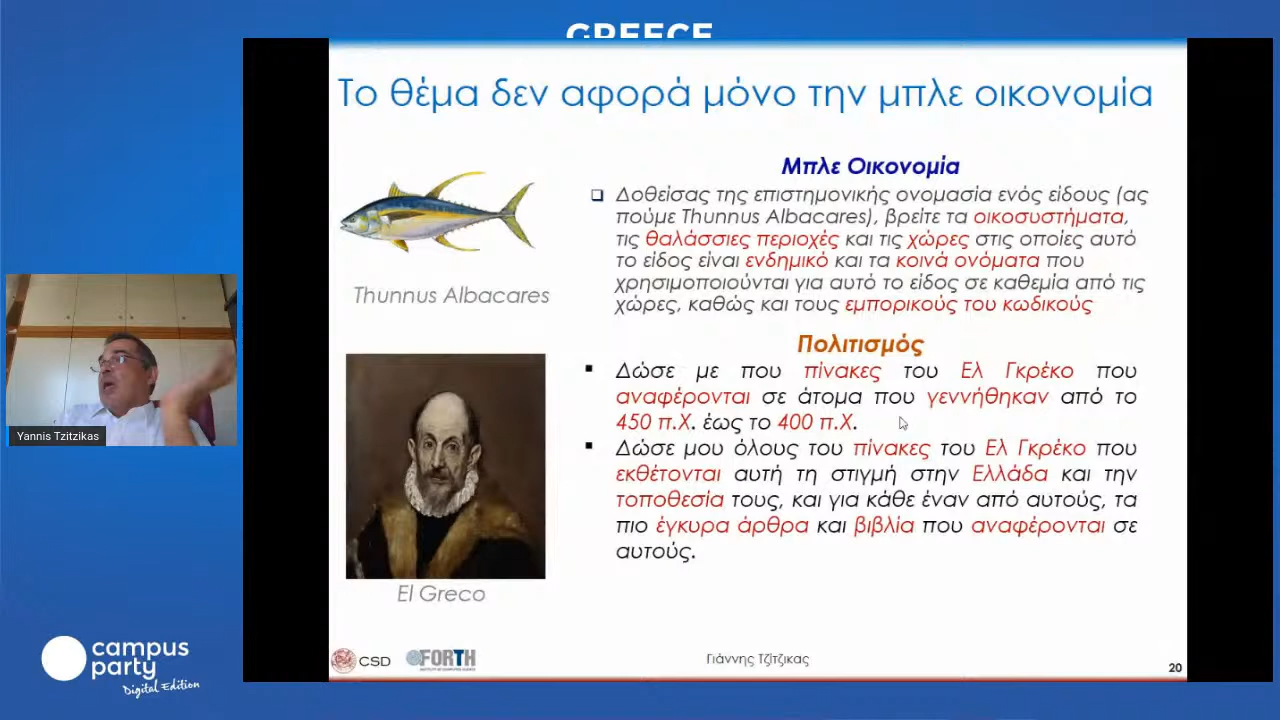 GREECE
Το θέμα δεν αφορά μόνο την μπλε οικονομία
Μπλε Οικονομία
Δοθείσας της επιστημονικής ονομασία ενός είδους (ας
πούμε Thunnus Albacares), βρείτε τα οικοσυστήματα,
τις θαλάσσιες περιοχές και τις χώρες στις οποίες αυτό
το είδος είναι ενδημικό και τα κοινά ονόματα που
χρησιμοποιούνται για αυτό το είδος σε καθεμία από τις
χώρες, καθώς και τους εμπορικούς του κωδικούς
Thunnus Albacares
Πολιτισμός
Δώσε με που πίνακες του Ελ Γκρέκο που
αναφέρονται σε άτομα που γεννήθηκαν από το
450 π.Χ. έως το 400 π.Χ.
Δώσε μου όλους του πίνακες του Ελ Γκρέκο που
εκθέτονται αυτή τη στιγμή στην Ελλάδα και την
τοποθεσία τους, και για κάθε έναν από αυτούς, τα
πιο έγκυρα άρθρα και βιβλία που αναφέρονται σε
αυτούς.
El Greco
Yannis Tzitzikas
campus
party
Digital Edition
CSD
FORTH
Γιάννης Τζίτζικας
20